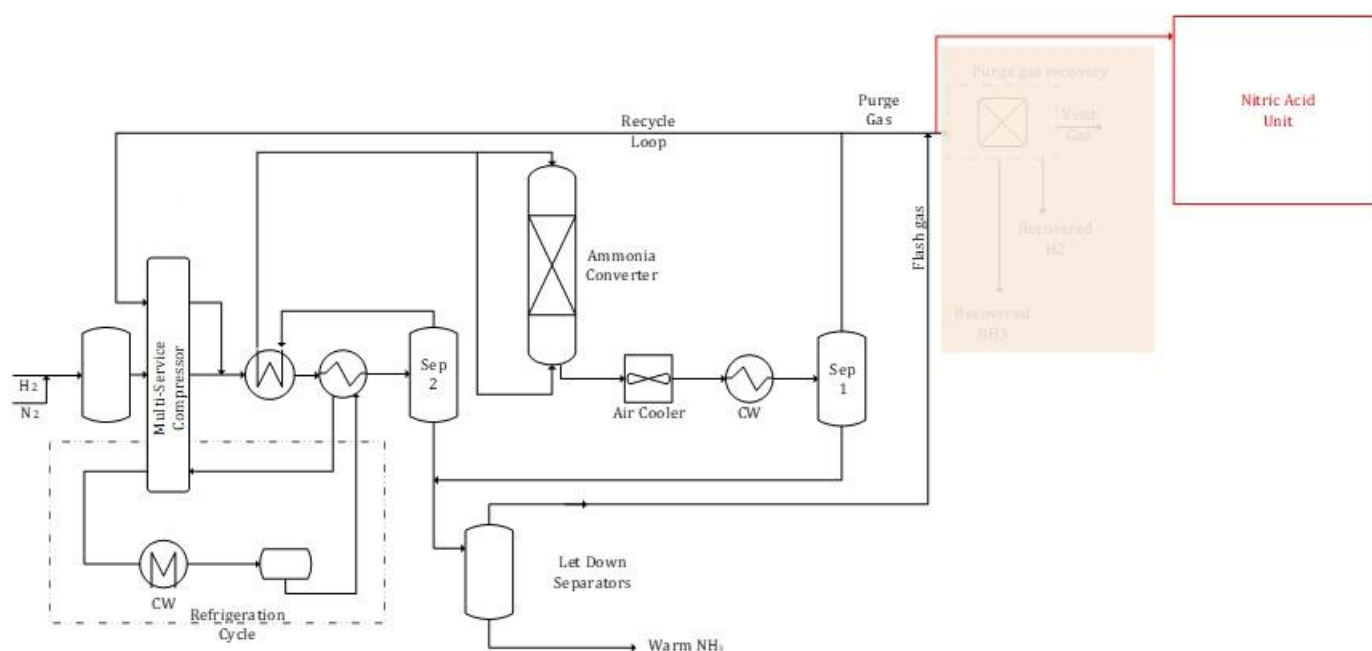 Purge gas recovery
Nitric Acid
Unit
Purge
Gas
Vent
Gas
Recycle
Loop
Flash gas
Recovered
H2
Recovered
NH3
Ammonia
Converter
Multi-Service
Compressor
H₂
N₂
Sep
2
Sep
1
Air Cooler
CW
CW
Let Down
Separators
Refrigeration
Cycle
Warm NH₃